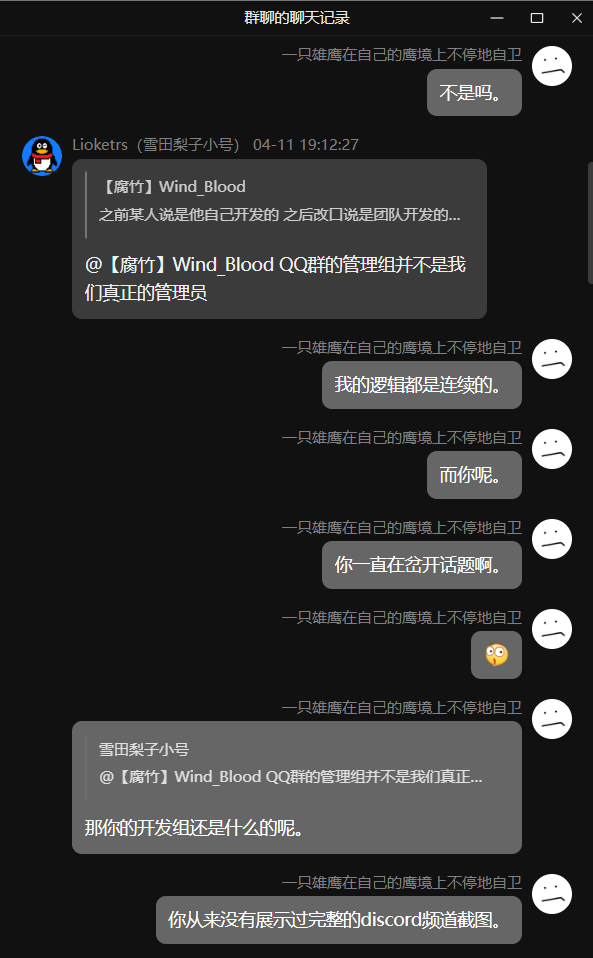 群聊的聊天记录
一只雄鹰在自己的鹰境上不停地自卫
不是吗。
Lioketrs（雪田梨子小号） 04-11 19:12:27
【腐竹】Wind_Blood
之前某人说是他自己开发的 之后改口说是团队开发的...
@【腐竹】Wind_Blood QQ群的管理组并不是我
们真正的管理员
一只雄鹰在自己的鹰境上不停地自卫
我的逻辑都是连续的。
一只雄鹰在自己的鹰境上不停地自卫
而你呢。
一只雄鹰在自己的鹰境上不停地自卫
你一直在岔开话题啊。
一只雄鹰在自己的鹰境上不停地自卫
一只雄鹰在自己的鹰境上不停地自卫
雪田梨子小号
@【腐竹】Wind_Blood QQ群的管理组并不是我们真正...
那你的开发组还是什么的呢。
一只雄鹰在自己的鹰境上不停地自卫
你从来没有展示过完整的discord频道截图。